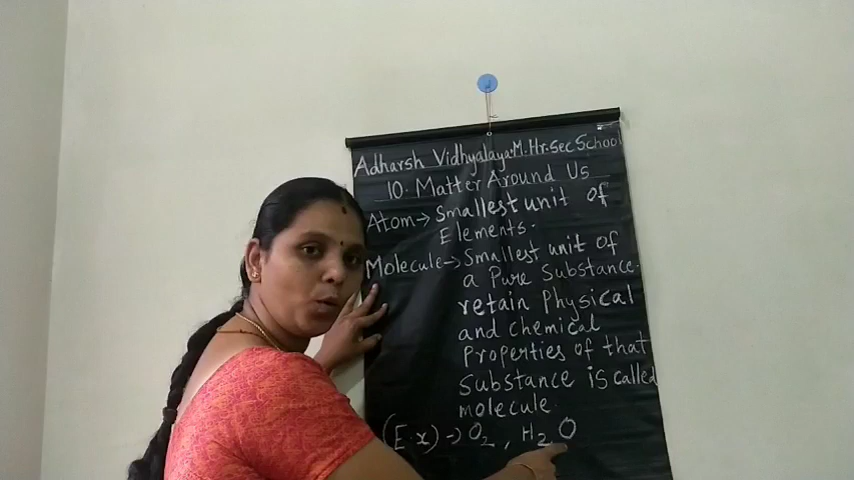 Adharsh Vidhyalaya.M.Hr.Sec School
10. Matter Around Us
Atom → Smallest unit of
Elements.
Molecule → Smallest unit of
a Pure Substance.
retain Physical
and chemical
Properties of that
Substance is called
molecule.
(E.x) → O₂, H₂O